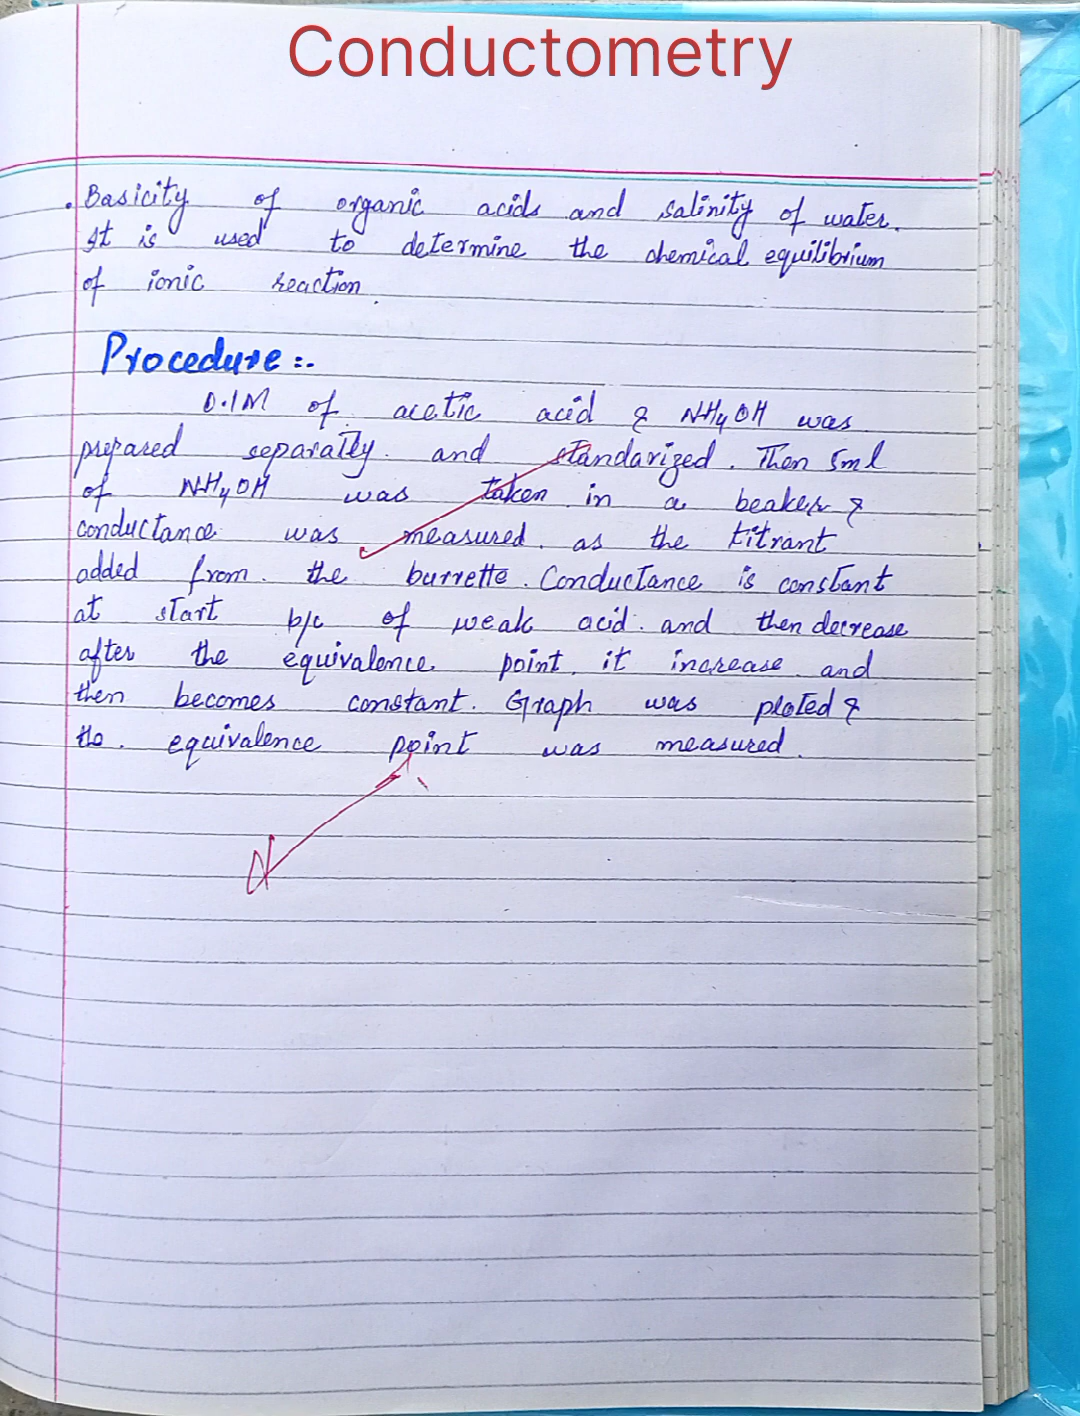 Conductometry
. Basicity of organic acids and salinity of water.
It is used to determine the chemical equilibrium
of ionic reaction.
Procedure :-.
0.1M of acetic acid & NH4OH was
prepared separatly. and standarized. Then 5ml
of NH4OH was taken in a beaker &
conductance was measured. as the titrant
added from. the burrette. Conductance is constant
at start b/c of weak acid. and then decrease
after the equivalence. point. it increase and
then becomes constant. Graph was ploted &
the. equivalence point was measured.